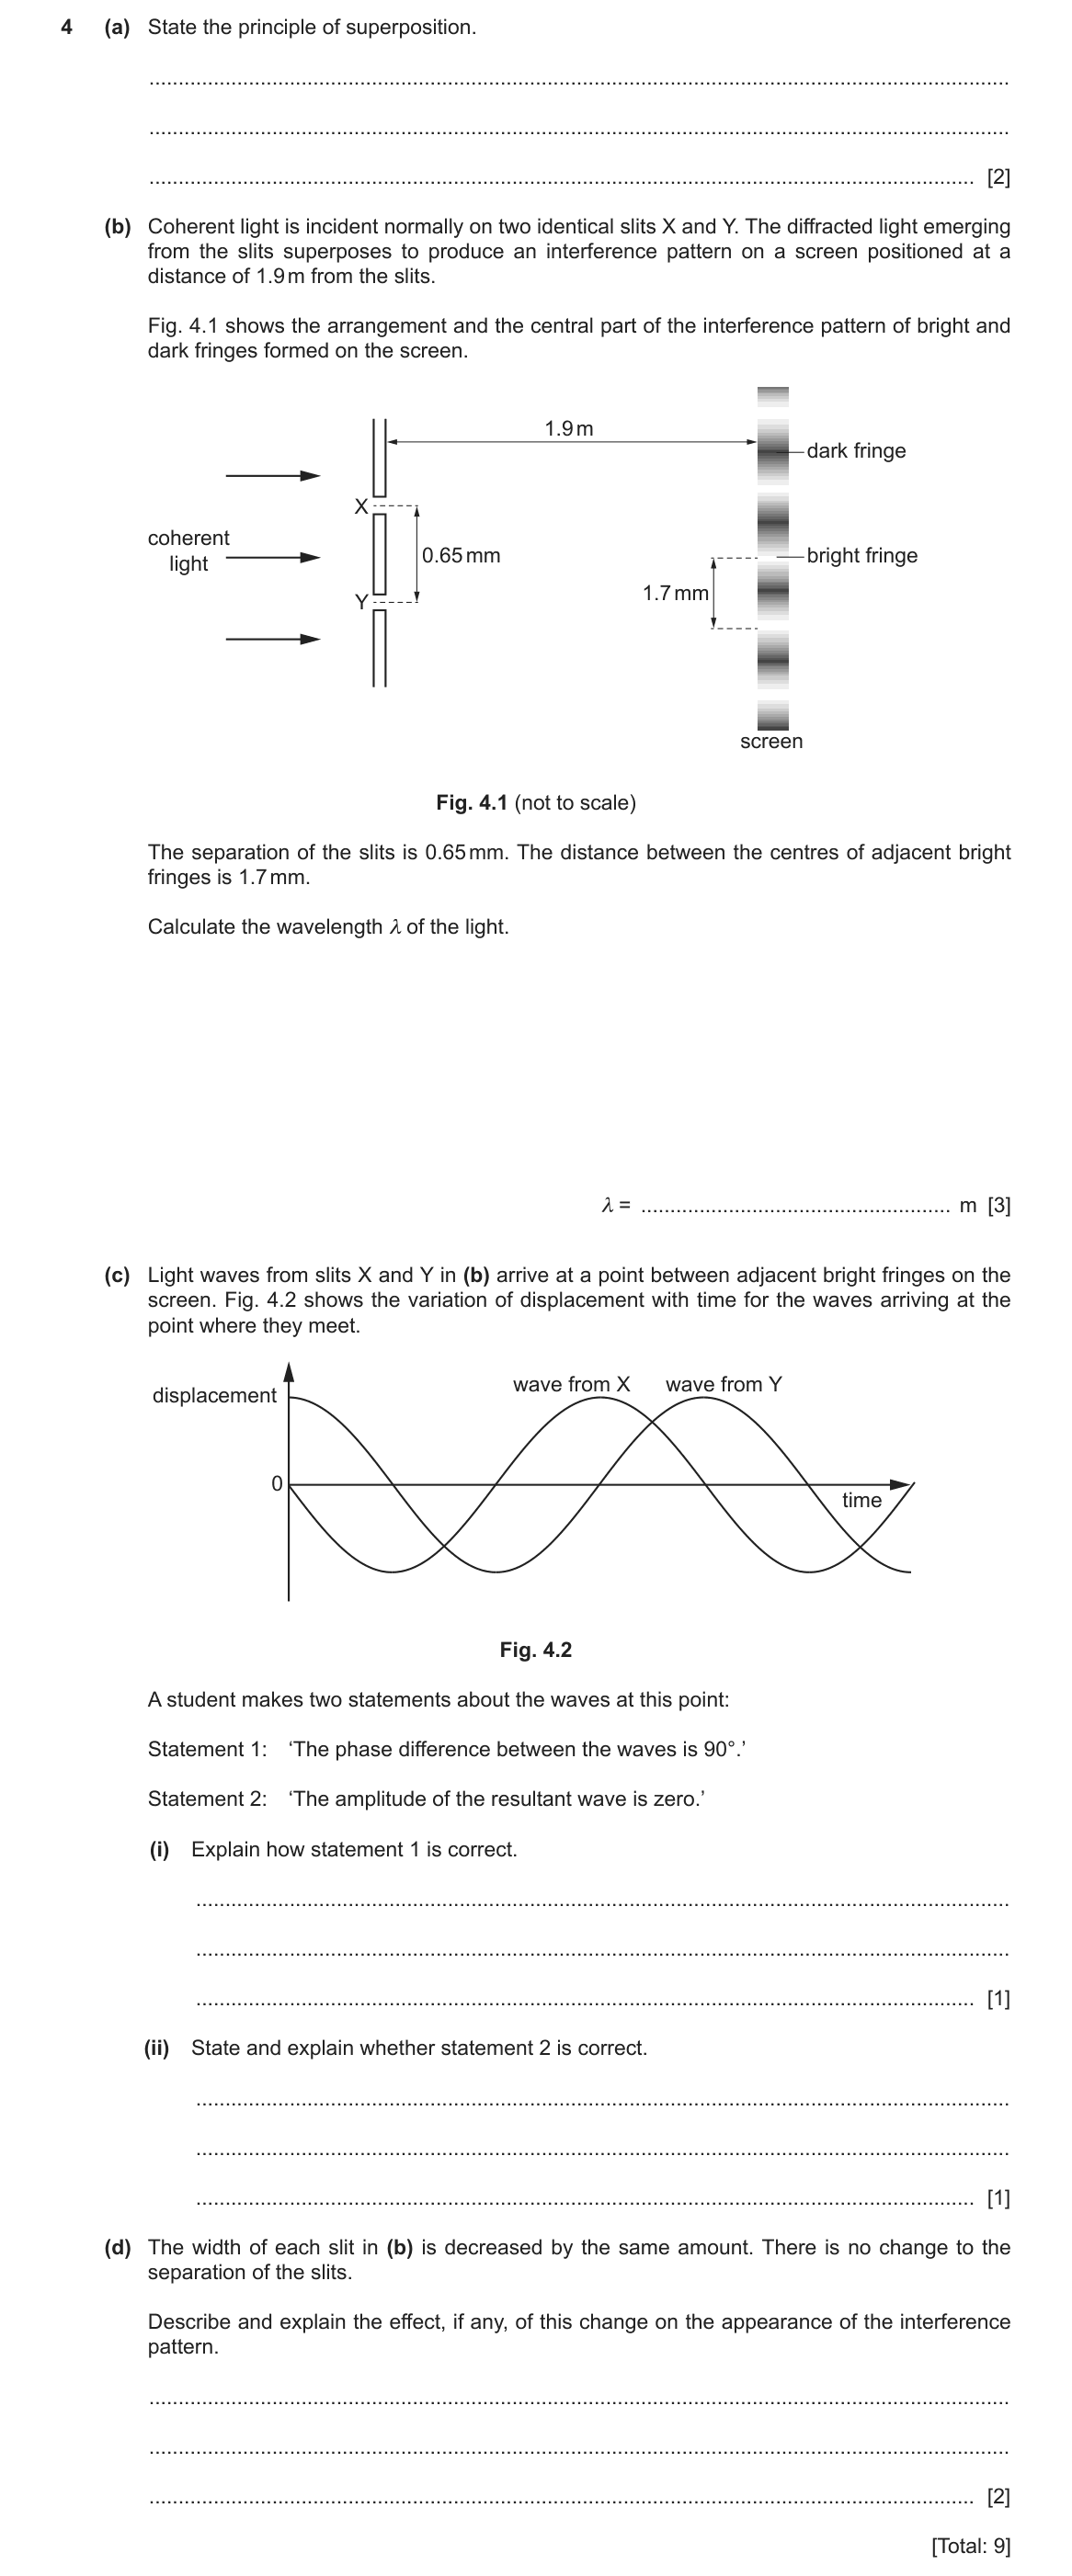 4 (a) State the principle of superposition.
...................................................................................................................................................
...................................................................................................................................................
............................................................................................................................................. [2]
(b) Coherent light is incident normally on two identical slits X and Y. The diffracted light emerging
from the slits superposes to produce an interference pattern on a screen positioned at a
distance of 1.9 m from the slits.
Fig. 4.1 shows the arrangement and the central part of the interference pattern of bright and
dark fringes formed on the screen.
1.9 m
dark fringe
X
coherent
light
0.65 mm
bright fringe
1.7 mm
Y
screen
Fig. 4.1 (not to scale)
The separation of the slits is 0.65 mm. The distance between the centres of adjacent bright
fringes is 1.7 mm.
Calculate the wavelength λ of the light.
λ = ..................................................... m [3]
(c) Light waves from slits X and Y in (b) arrive at a point between adjacent bright fringes on the
screen. Fig. 4.2 shows the variation of displacement with time for the waves arriving at the
point where they meet.
wave from X wave from Y
displacement
0
time
Fig. 4.2
A student makes two statements about the waves at this point:
Statement 1: ‘The phase difference between the waves is 90°.’
Statement 2: ‘The amplitude of the resultant wave is zero.’
(i) Explain how statement 1 is correct.
...........................................................................................................................................
...........................................................................................................................................
..................................................................................................................................... [1]
(ii) State and explain whether statement 2 is correct.
...........................................................................................................................................
...........................................................................................................................................
..................................................................................................................................... [1]
(d) The width of each slit in (b) is decreased by the same amount. There is no change to the
separation of the slits.
Describe and explain the effect, if any, of this change on the appearance of the interference
pattern.
...................................................................................................................................................
...................................................................................................................................................
............................................................................................................................................. [2]
[Total: 9]